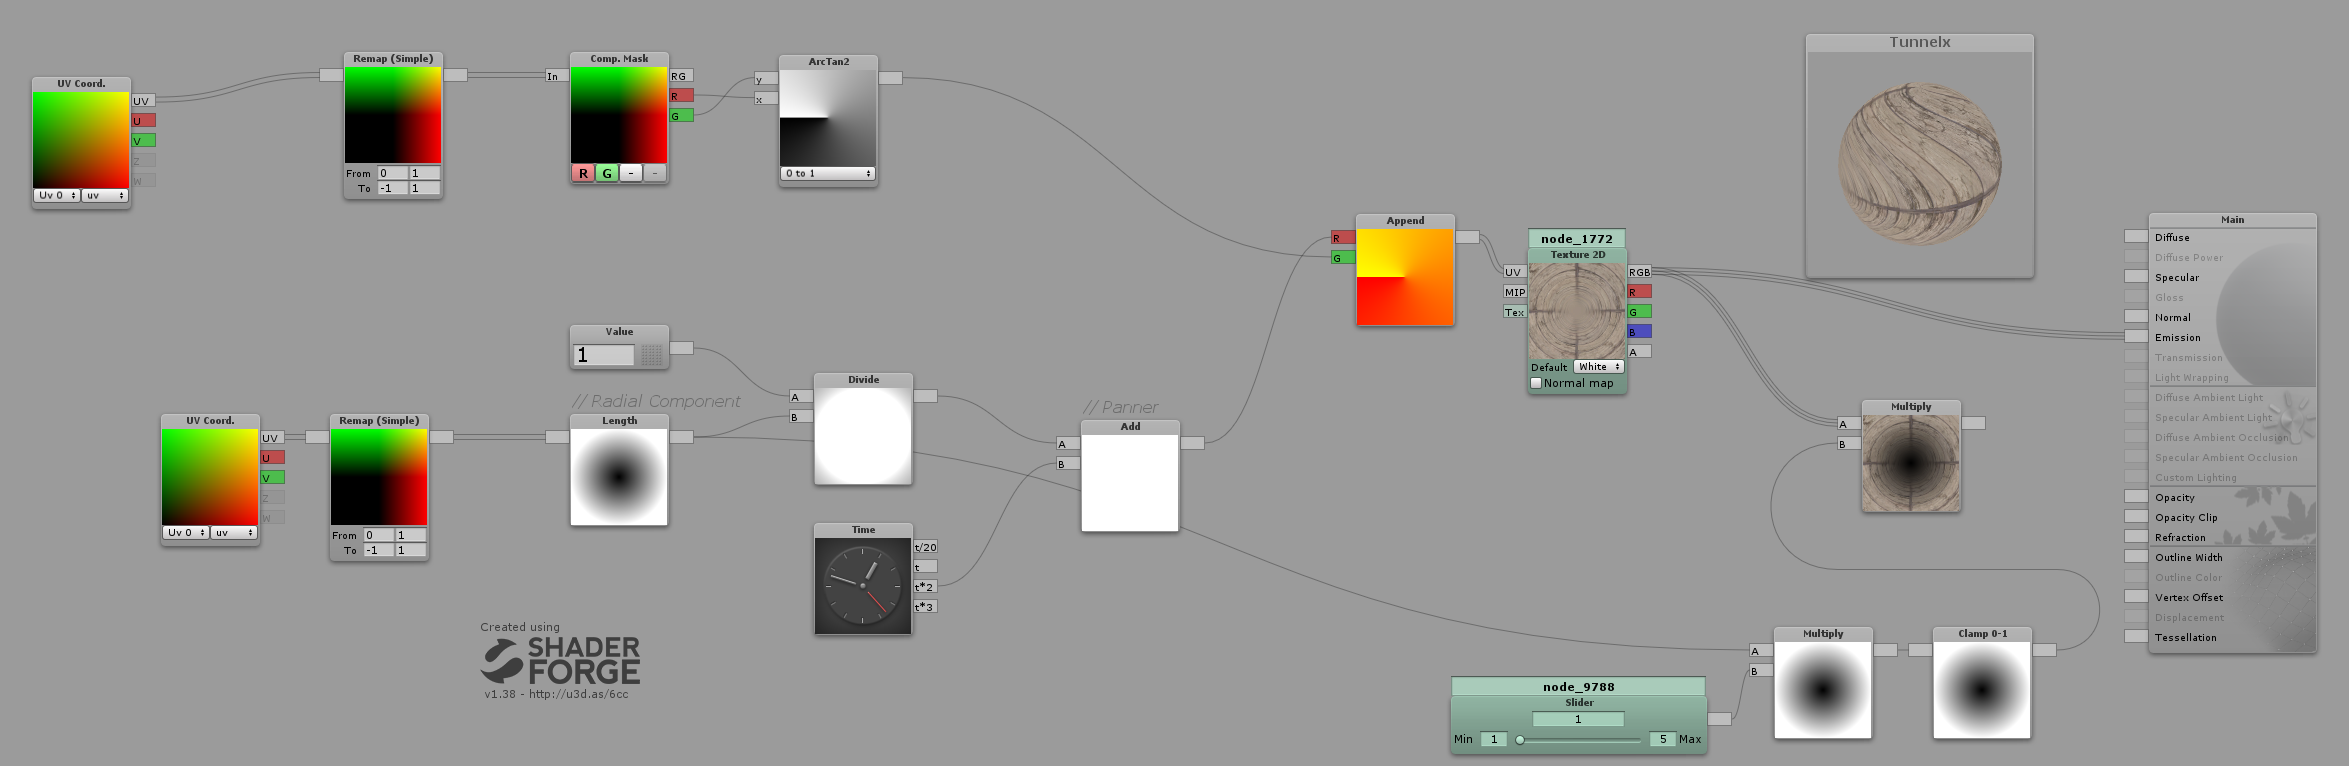 Tunnelx
UV Coord.
UV
U
V
Z
W
Uv 0
uv
Remap (Simple)
From 0 1
To -1 1
Comp. Mask
In
RG
R
G
R G - -
ArcTan2
y
x
0 to 1
Append
R
G
node_1772
Texture 2D
UV
MIP
Tex
RGB
R
G
B
A
Default White
Normal map
Main
Diffuse
Diffuse Power
Specular
Gloss
Normal
Emission
Transmission
Light Wrapping
Diffuse Ambient Light
Specular Ambient Light
Diffuse Ambient Occlusion
Specular Ambient Occlusion
Custom Lighting
Opacity
Opacity Clip
Refraction
Outline Width
Outline Color
Vertex Offset
Displacement
Tessellation
Value
1
// Radial Component
UV Coord.
UV
U
V
Z
W
Uv 0
uv
Remap (Simple)
From 0 1
To -1 1
Length
Divide
A
B
// Panner
Add
A
B
Time
t/20
t
t*2
t*3
Multiply
A
B
Created using
SHADER
FORGE
v1.38 - http://u3d.as/6cc
node_9788
Slider
1
Min 1 5 Max
Multiply
A
B
Clamp 0-1